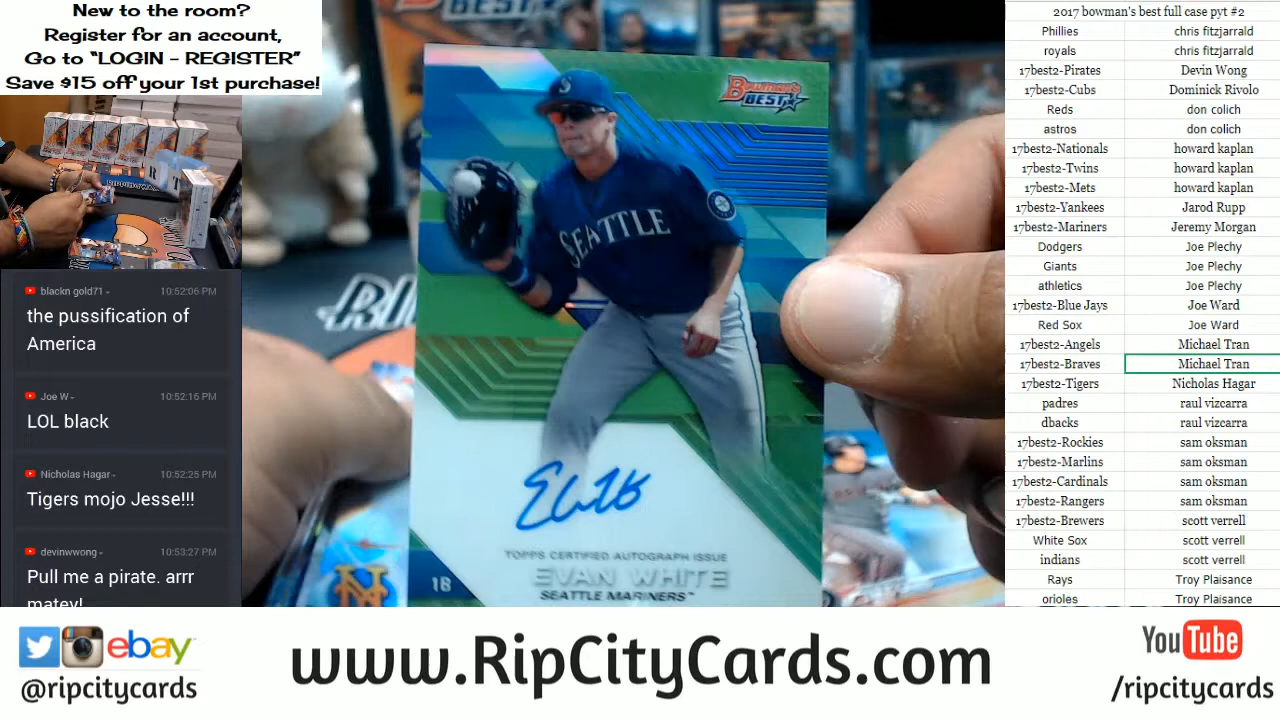 New to the room?
Register for an account,
Go to “LOGIN – REGISTER”
Save $15 off your 1st purchase!
blackn gold71
10:52:06 PM
the pussification of
America
Joe W
10:52:16 PM
LOL black
Nicholas Hagar
10:52:25 PM
Tigers mojo Jesse!!!
devinwwong
10:53:27 PM
Pull me a pirate. arrr
matey!
Bowman's
BEST
S
SEATTLE
TOPPS CERTIFIED AUTOGRAPH ISSUE
18
EVAN WHITE
SEATTLE MARINERS™
2017 bowman's best full case pyt #2
Phillies chris fitzjarrald
royals chris fitzjarrald
17best2-Pirates Devin Wong
17best2-Cubs Dominick Rivolo
Reds don colich
astros don colich
17best2-Nationals howard kaplan
17best2-Twins howard kaplan
17best2-Mets howard kaplan
17best2-Yankees Jarod Rupp
17best2-Mariners Jeremy Morgan
Dodgers Joe Plechy
Giants Joe Plechy
athletics Joe Plechy
17best2-Blue Jays Joe Ward
Red Sox Joe Ward
17best2-Angels Michael Tran
17best2-Braves Michael Tran
17best2-Tigers Nicholas Hagar
padres raul vizcarra
dbacks raul vizcarra
17best2-Rockies sam oksman
17best2-Marlins sam oksman
17best2-Cardinals sam oksman
17best2-Rangers sam oksman
17best2-Brewers scott verrell
White Sox scott verrell
indians scott verrell
Rays Troy Plaisance
orioles Troy Plaisance
ebay
@ripcitycards
www.RipCityCards.com
YouTube
/ripcitycards